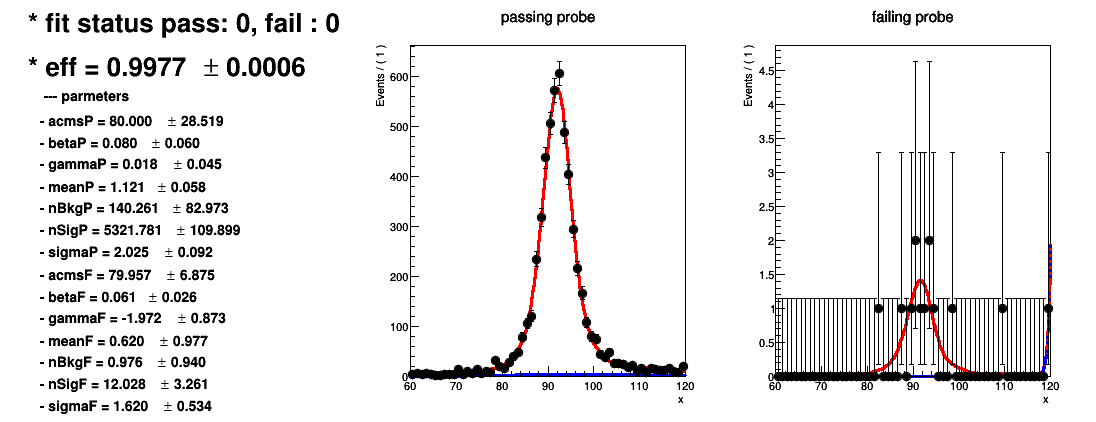 * fit status pass: 0, fail : 0
* eff = 0.9977 ± 0.0006
--- parmeters
- acmsP = 80.000 ± 28.519
- betaP = 0.080 ± 0.060
- gammaP = 0.018 ± 0.045
- meanP = 1.121 ± 0.058
- nBkgP = 140.261 ± 82.973
- nSigP = 5321.781 ± 109.899
- sigmaP = 2.025 ± 0.092
- acmsF = 79.957 ± 6.875
- betaF = 0.061 ± 0.026
- gammaF = -1.972 ± 0.873
- meanF = 0.620 ± 0.977
- nBkgF = 0.976 ± 0.940
- nSigF = 12.028 ± 3.261
- sigmaF = 1.620 ± 0.534
passing probe
Events / ( 1 )
600
500
400
300
200
100
0
60 70 80 90 100 110 120
x
failing probe
Events / ( 1 )
4.5
4
3.5
3
2.5
2
1.5
1
0.5
0
60 70 80 90 100 110 120
x